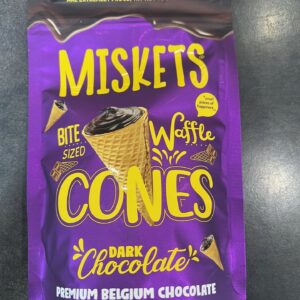 MISKETS
BITE
SIZED
Waffle
CONES
DARK
Chocolate
PREMIUM BELGIUM CHOCOLATE